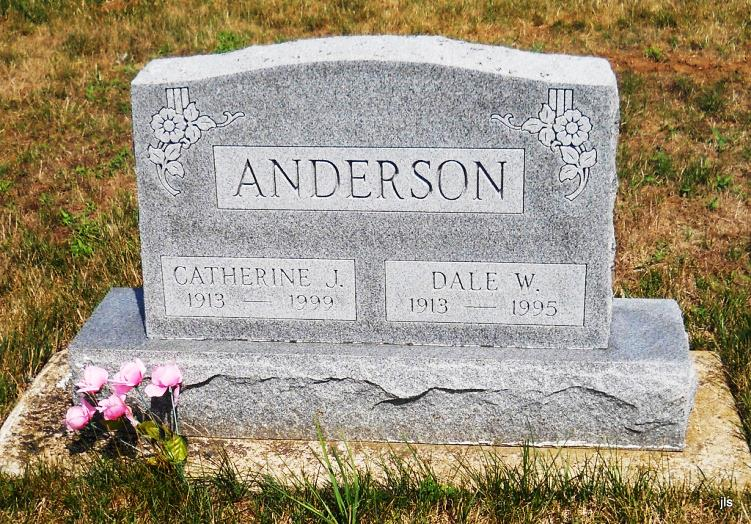 ANDERSON
CATHERINE J.
1913 — 1999
DALE W.
1913 — 1995
jls